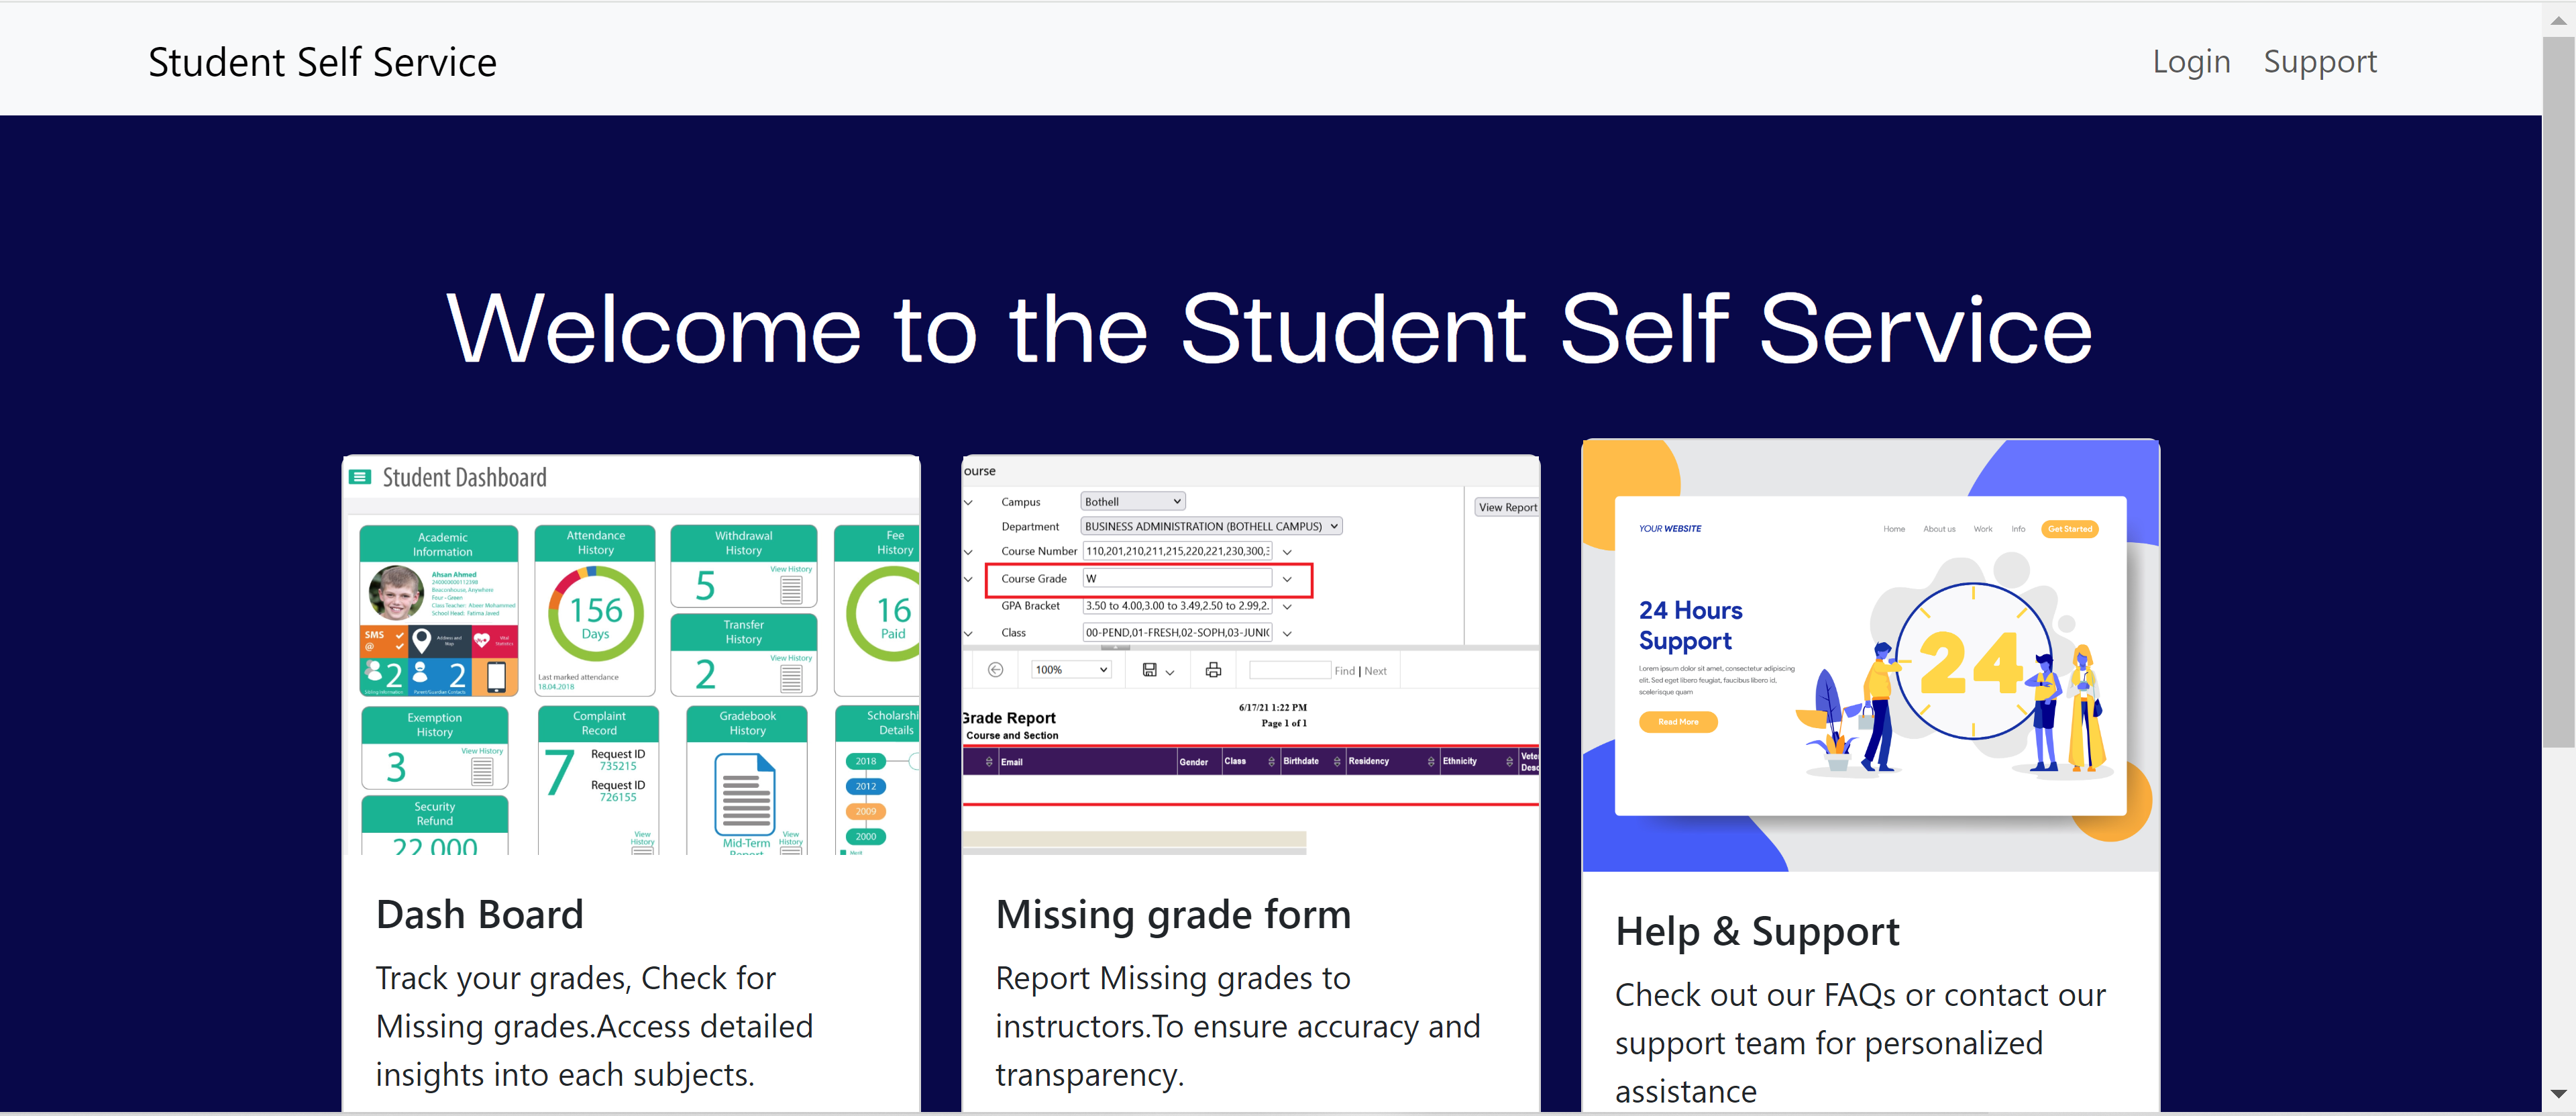 Student Self Service
Login Support
Welcome to the Student Self Service
Student Dashboard
Academic
Information
Ahsan Ahmed
Four - Green
Class Teacher: Abeer Mohammed
School Head: Fatima Javed
SMS
@
2
2
Attendance
History
156
Days
Last marked attendance
18.04.2018
Withdrawal
History
5
View History
Transfer
History
2
View History
Fee
History
16
Paid
Exemption
History
3
View History
Security
Refund
22 000
Complaint
Record
7
Request ID
735215
Request ID
726155
View
History
Gradebook
History
Mid-Term
Report
View
History
Scholarshi
Details
2018
2012
2009
2000
Dash Board
Track your grades, Check for
Missing grades.Access detailed
insights into each subjects.
ourse
Campus Bothell
Department BUSINESS ADMINISTRATION (BOTHELL CAMPUS)
Course Number 110,201,210,211,215,220,221,230,300,
Course Grade W
GPA Bracket 3.50 to 4.00,3.00 to 3.49,2.50 to 2.99,2.
Class 00-PEND,01-FRESH,02-SOPH,03-JUNI
View Report
100% Find | Next
Grade Report
Course and Section
6/17/21 1:22 PM
Page 1 of 1
Email Gender Class Birthdate Residency Ethnicity
Missing grade form
Report Missing grades to
instructors.To ensure accuracy and
transparency.
YOUR WEBSITE Home About us Work Info Get Started
24 Hours
Support
Lorem ipsum dolor sit amet, consectetur adipiscing
elit. Sed eget libero feugiat, faucibus libero id,
scelerisque quam
Read More
24
Help & Support
Check out our FAQs or contact our
support team for personalized
assistance